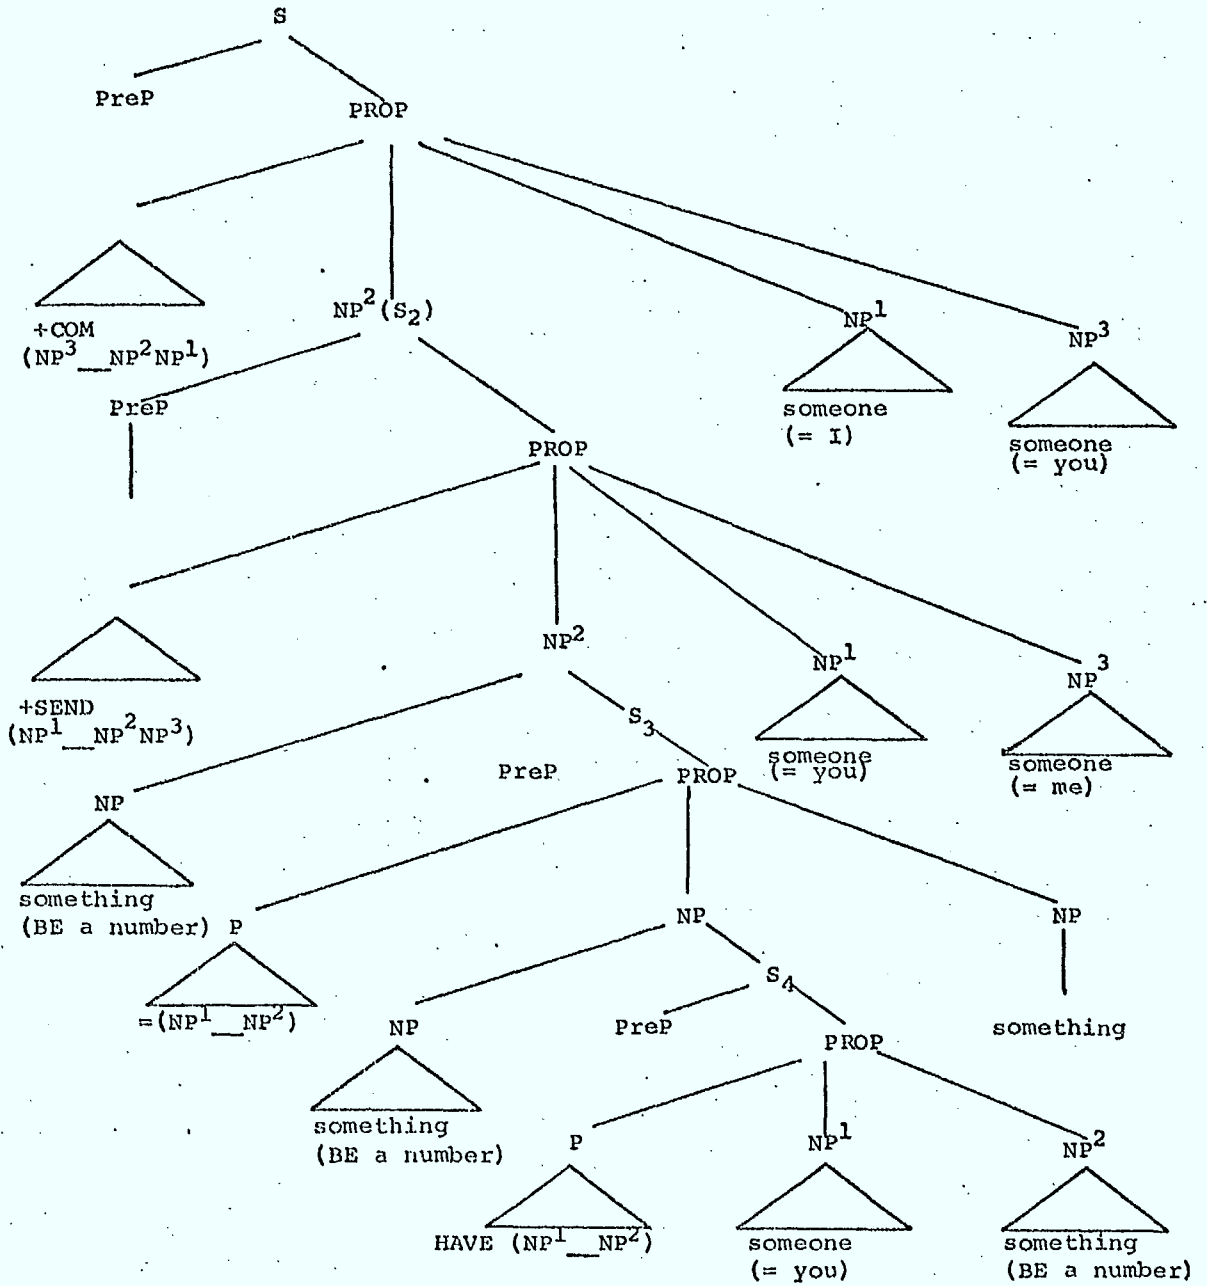 S
PreP
PROP
+COM
(NP³__NP²NP¹)
NP²(S₂)
NP¹
someone
(= I)
NP³
someone
(= you)
PreP
PROP
+SEND
(NP¹__NP²NP³)
NP²
NP¹
someone
(= you)
NP³
someone
(= me)
S₃
PreP
PROP
NP
something
(BE a number)
P
=(NP¹__NP²)
NP
NP
something
S₄
NP
something
(BE a number)
PreP
PROP
P
HAVE (NP¹__NP²)
NP¹
someone
(= you)
NP²
something
(BE a number)